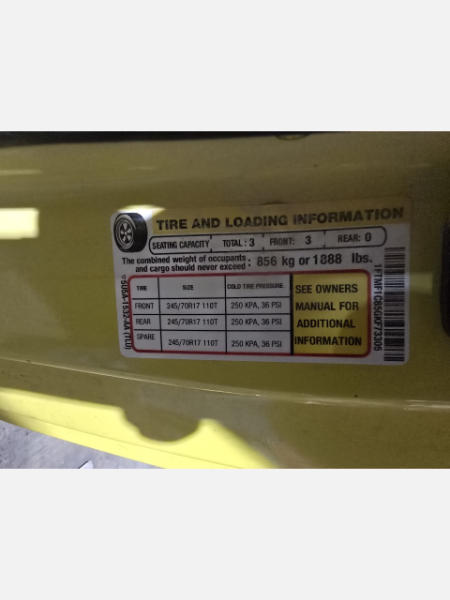 TIRE AND LOADING INFORMATION
SEATING CAPACITY TOTAL : 3 FRONT: 3 REAR: 0
The combined weight of occupants and cargo should never exceed : 856 kg or 1888 lbs.
TIRE SIZE COLD TIRE PRESSURE
FRONT 245/70R17 110T 250 KPA, 36 PSI
REAR 245/70R17 110T 250 KPA, 36 PSI
SPARE 245/70R17 110T 250 KPA, 36 PSI
SEE OWNERS
MANUAL FOR
ADDITIONAL
INFORMATION